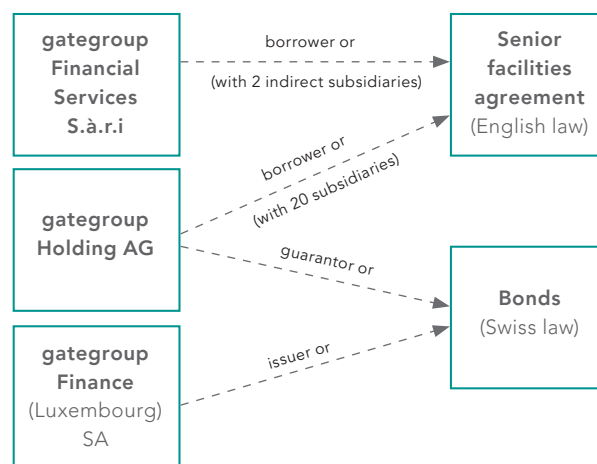 gategroup
Financial
Services
S.à.r.i
borrower or
(with 2 indirect subsidiaries)
Senior
facilities
agreement
(English law)
gategroup
Holding AG
borrower or
(with 20 subsidiaries)
guarantor or
Bonds
(Swiss law)
gategroup
Finance
(Luxembourg)
SA
issuer or